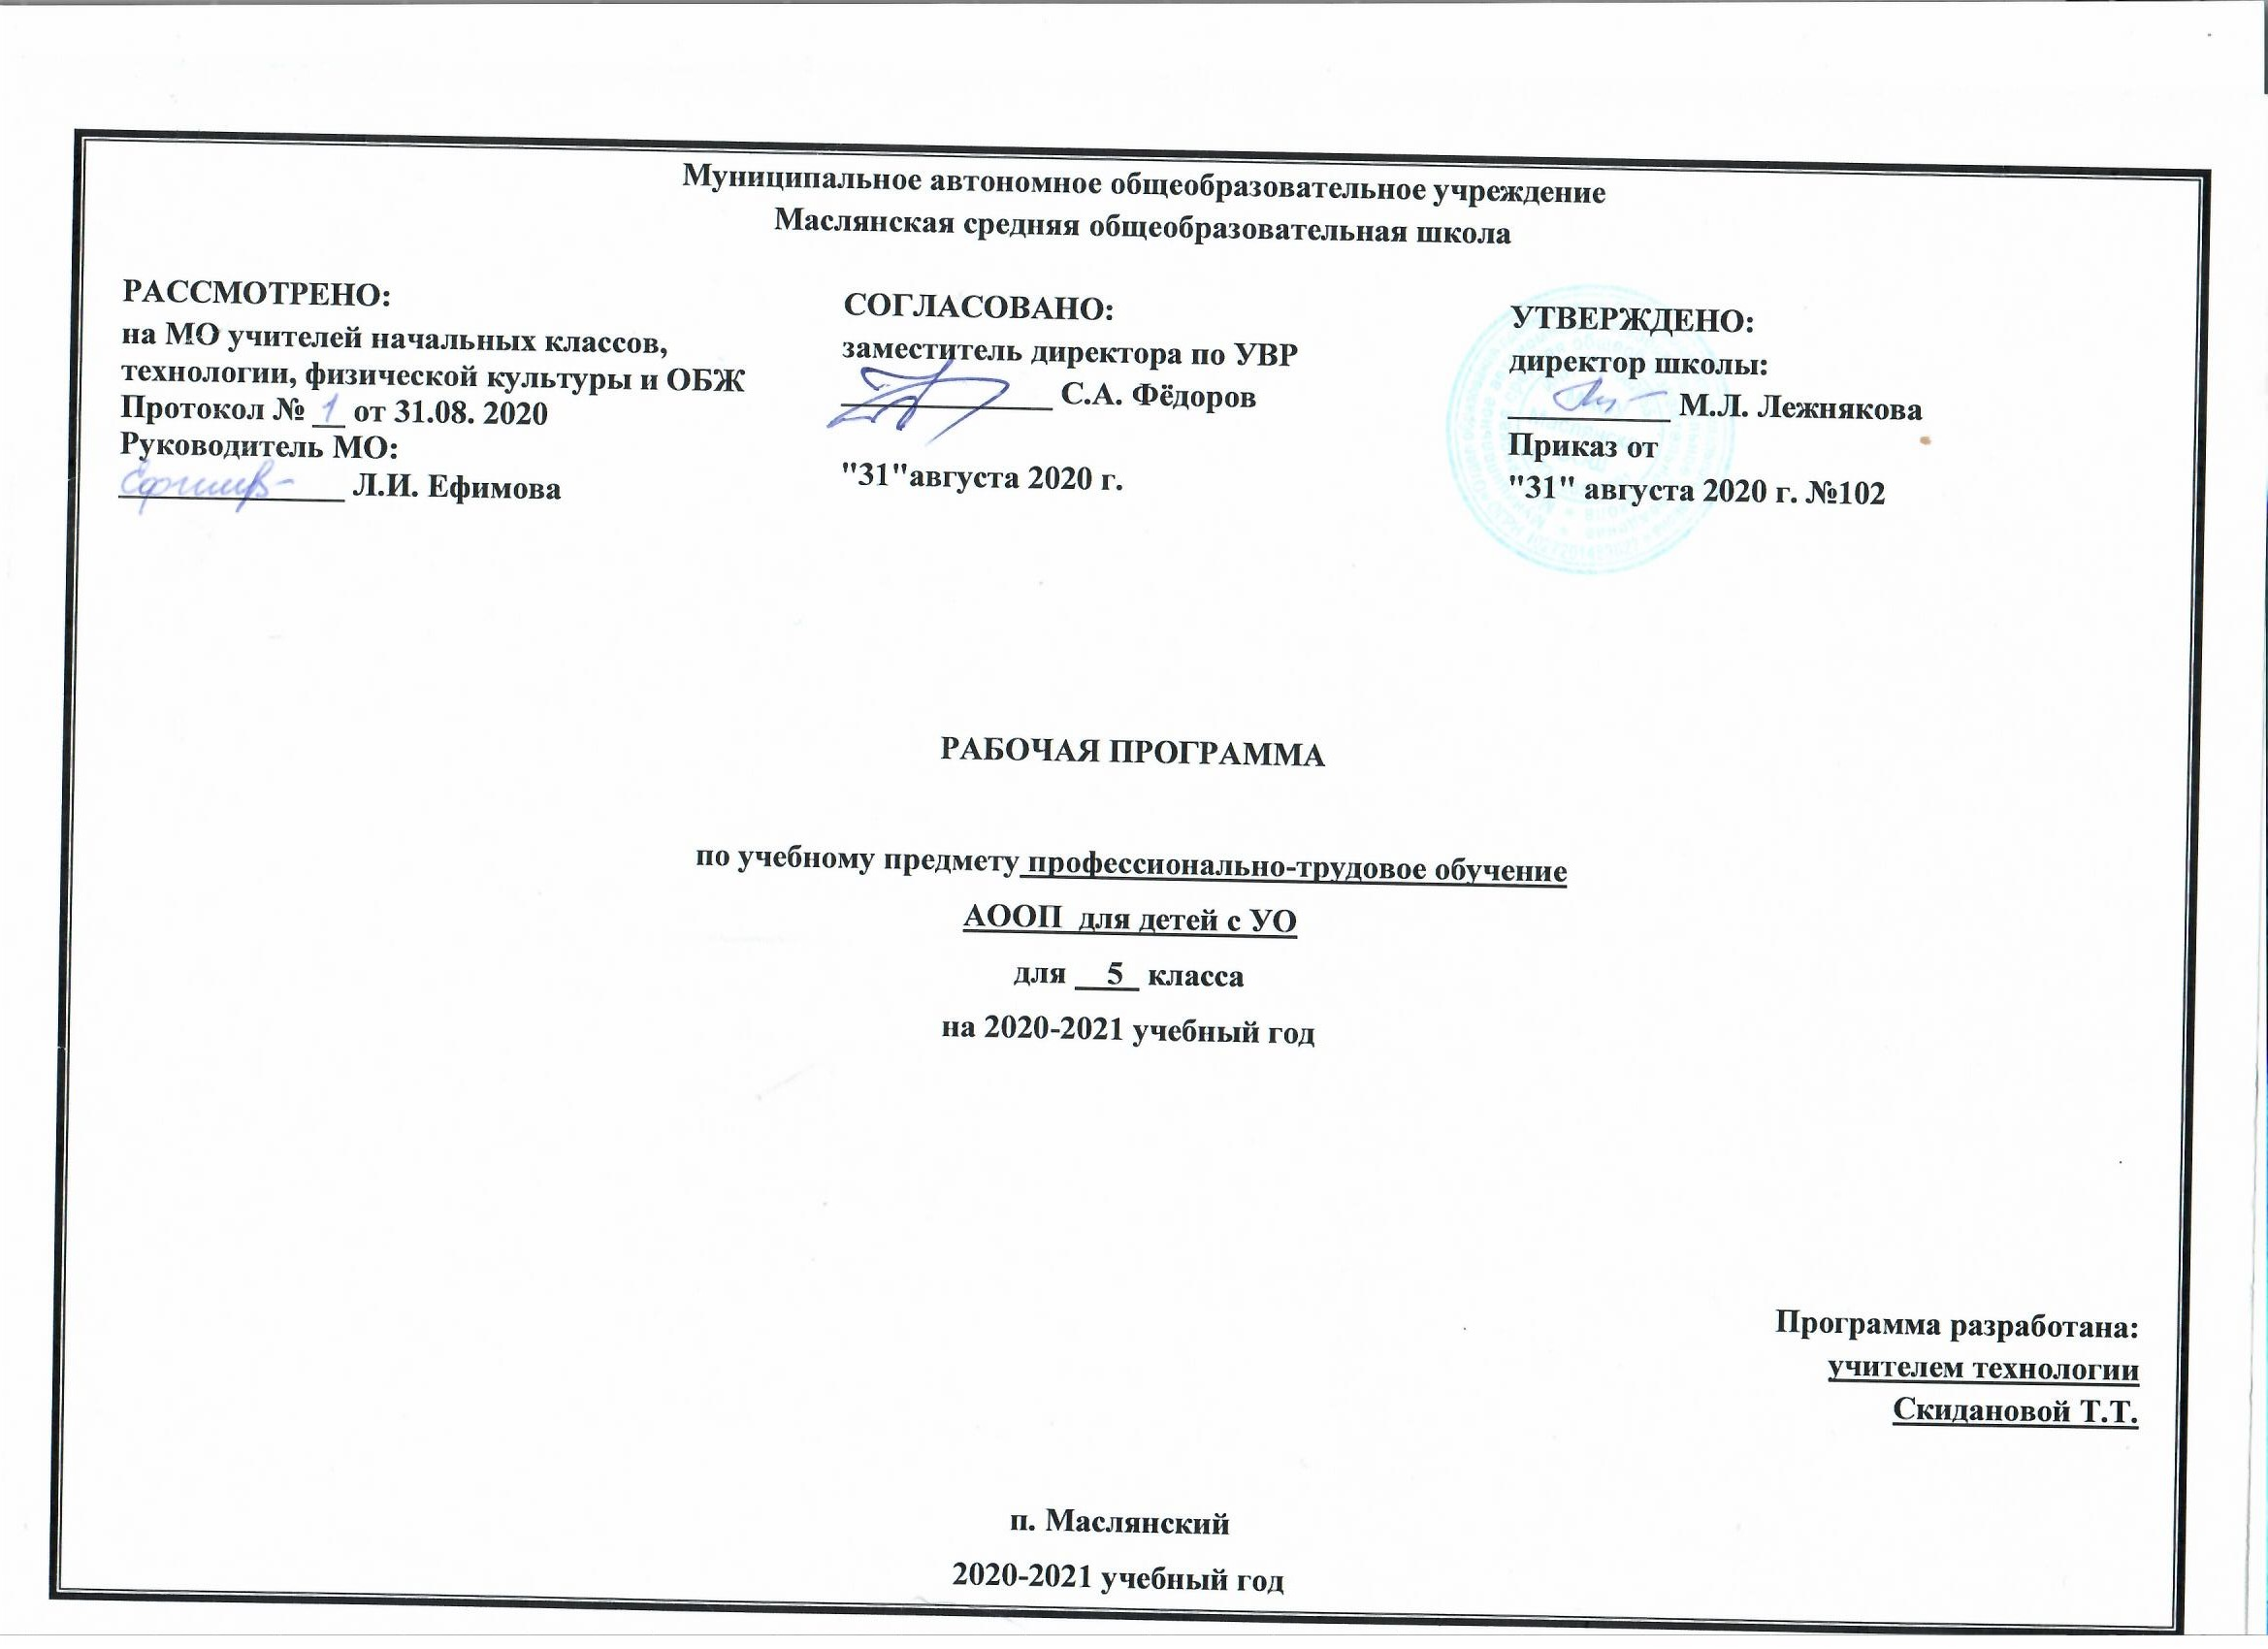 Муниципальное автономное общеобразовательное учреждение
Маслянская средняя общеобразовательная школа
РАССМОТРЕНО:
на МО учителей начальных классов,
технологии, физической культуры и ОБЖ
Протокол № 1 от 31.08. 2020
Руководитель МО:
Л.И. Ефимова
СОГЛАСОВАНО:
заместитель директора по УВР
С.А. Фёдоров
"31"августа 2020 г.
УТВЕРЖДЕНО:
директор школы:
М.Л. Лежнякова
Приказ от
"31" августа 2020 г. №102
РАБОЧАЯ ПРОГРАММА
по учебному предмету профессионально-трудовое обучение
АООП для детей с УО
для 5 класса
на 2020-2021 учебный год
Программа разработана:
учителем технологии
Скидановой Т.Т.
п. Маслянский
2020-2021 учебный год